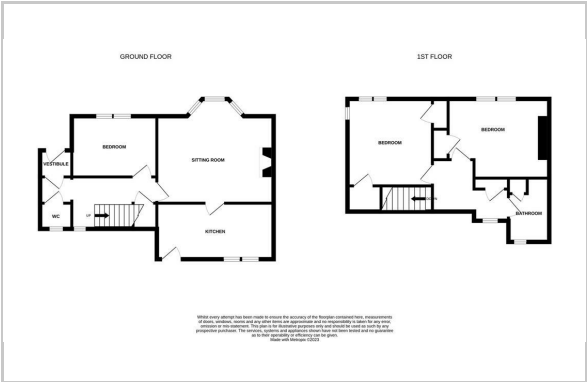 GROUND FLOOR
1ST FLOOR
BEDROOM
VESTIBULE
SITTING ROOM
WC
UP
KITCHEN
BEDROOM
BEDROOM
DOWN
BATHROOM
Whilst every attempt has been made to ensure the accuracy of the floorplan contained here, measurements
of doors, windows, rooms and any other items are approximate and no responsibility is taken for any error,
omission or mis-statement. This plan is for illustrative purposes only and should be used as such by any
prospective purchaser. The services, systems and appliances shown have not been tested and no guarantee
as to their operability or efficiency can be given.
Made with Metropix ©2023